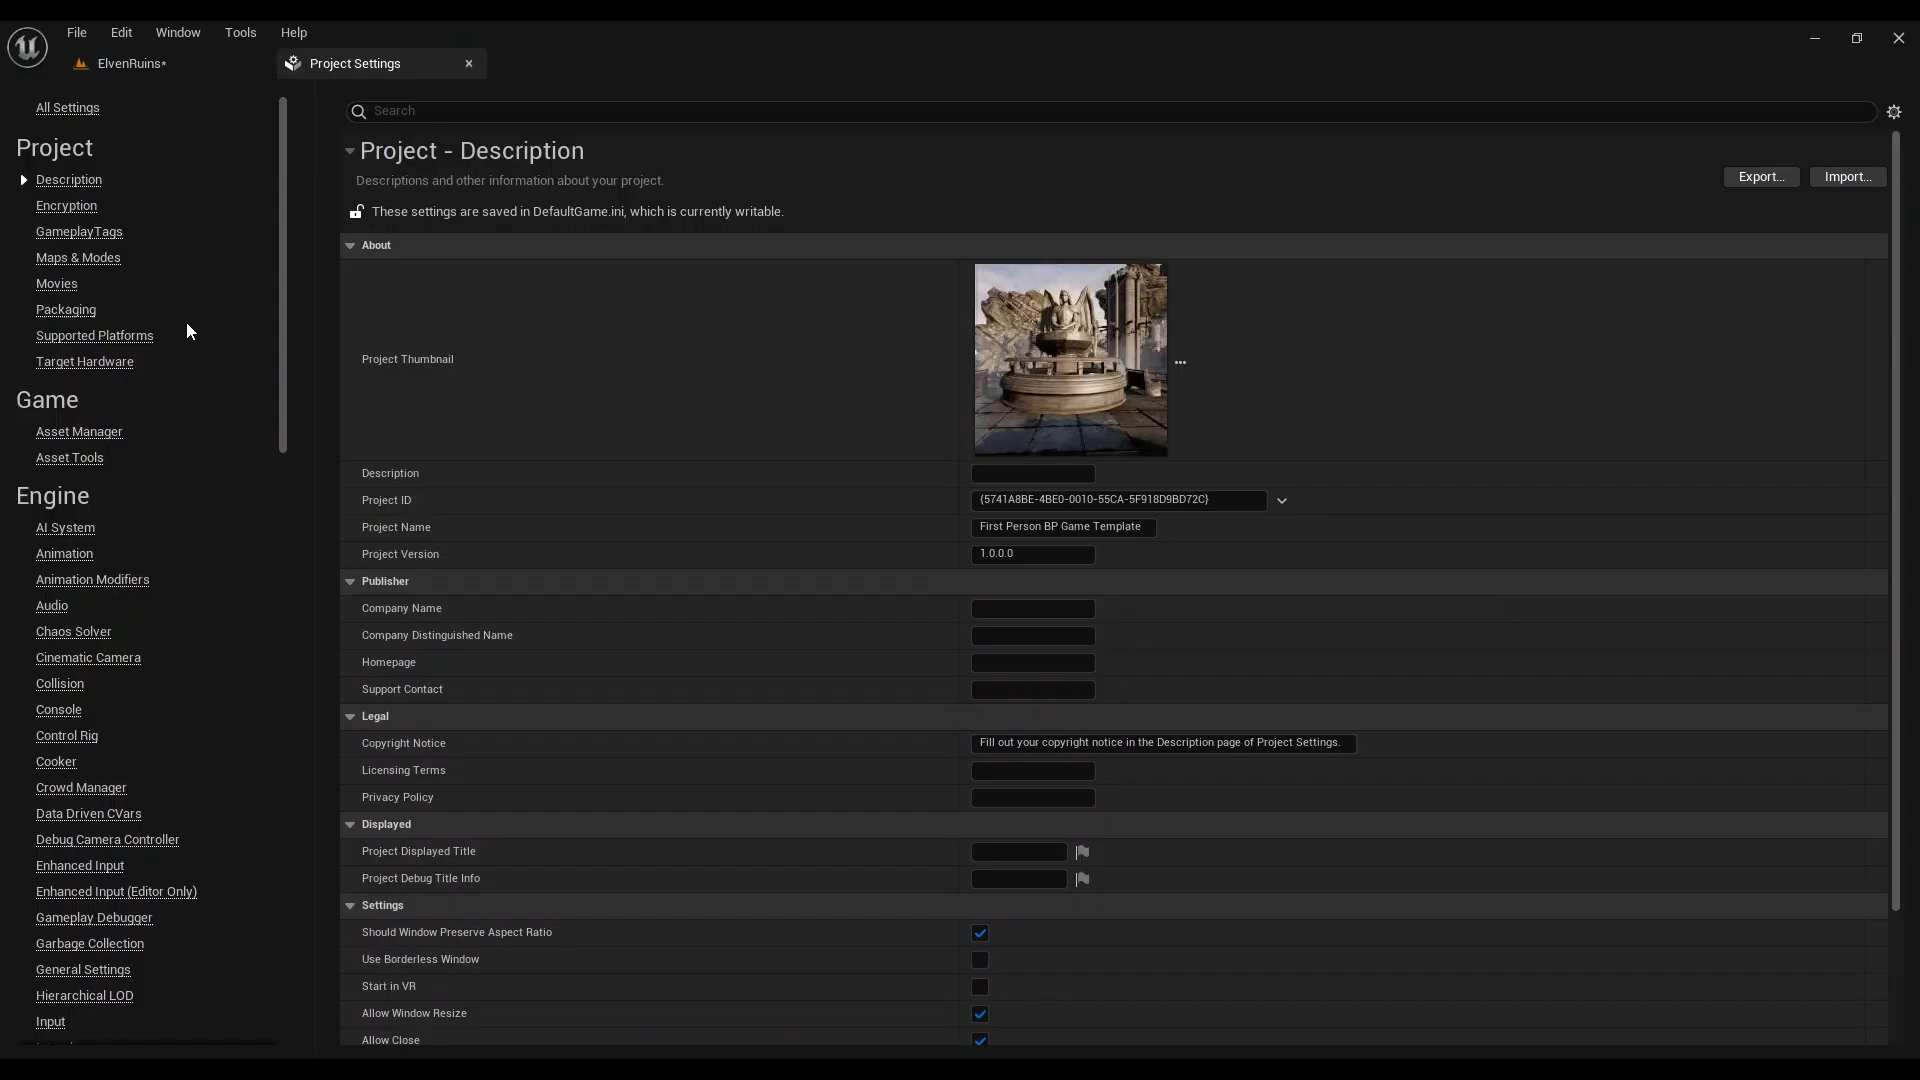 File Edit Window Tools Help
ElvenRuins*
Project Settings
All Settings
Project
Description
Encryption
GameplayTags
Maps & Modes
Movies
Packaging
Supported Platforms
Target Hardware
Game
Asset Manager
Asset Tools
Engine
AI System
Animation
Animation Modifiers
Audio
Chaos Solver
Cinematic Camera
Collision
Console
Control Rig
Cooker
Crowd Manager
Data Driven CVars
Debug Camera Controller
Enhanced Input
Enhanced Input (Editor Only)
Gameplay Debugger
Garbage Collection
General Settings
Hierarchical LOD
Input
Search
Project - Description
Descriptions and other information about your project.
Export...
Import...
These settings are saved in DefaultGame.ini, which is currently writable.
About
Project Thumbnail
Description
Project ID {5741A8BE-4BE0-0010-55CA-5F918D9BD72C}
Project Name First Person BP Game Template
Project Version 1.0.0.0
Publisher
Company Name
Company Distinguished Name
Homepage
Support Contact
Legal
Copyright Notice Fill out your copyright notice in the Description page of Project Settings.
Licensing Terms
Privacy Policy
Displayed
Project Displayed Title
Project Debug Title Info
Settings
Should Window Preserve Aspect Ratio
Use Borderless Window
Start in VR
Allow Window Resize
Allow Close